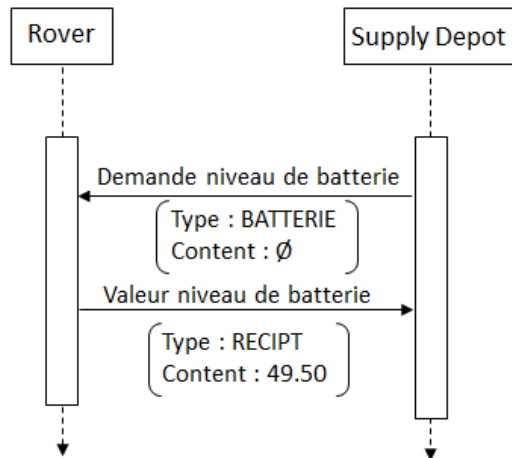 Rover
Supply Depot
Demande niveau de batterie
Type : BATTERIE
Content : Ø
Valeur niveau de batterie
Type : RECIPT
Content : 49.50